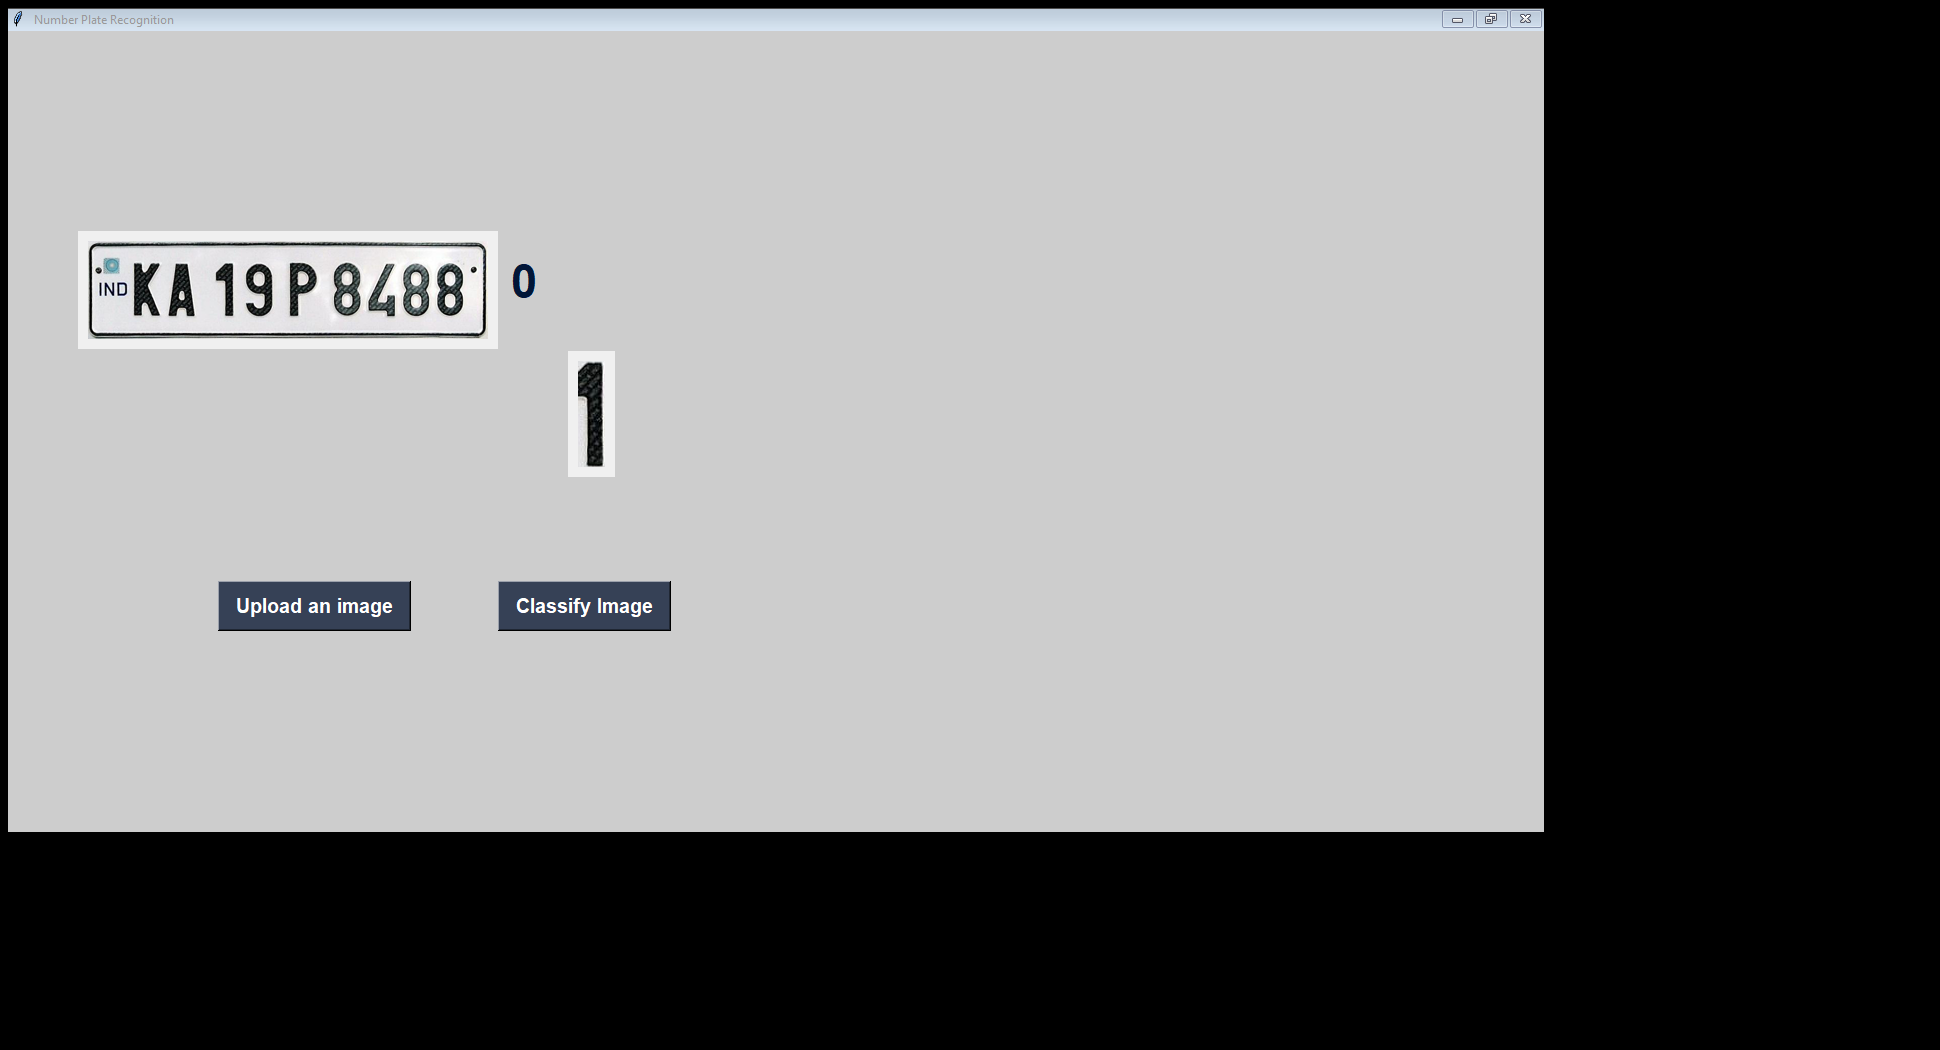 Number Plate Recognition
IND KA 19 P 8488
0
1
Upload an image
Classify Image